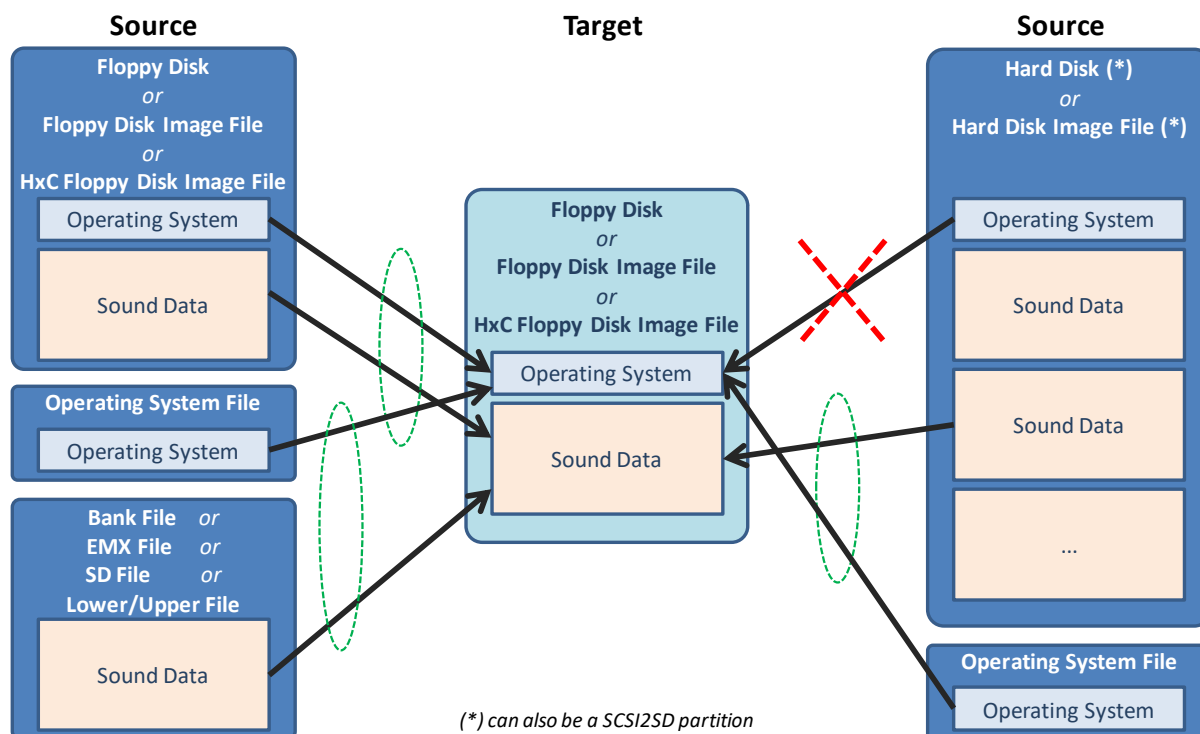 Source
Floppy Disk
or
Floppy Disk Image File
or
HxC Floppy Disk Image File
Operating System
Sound Data
Operating System File
Operating System
Bank File or
EMX File or
SD File or
Lower/Upper File
Sound Data
Target
Floppy Disk
or
Floppy Disk Image File
or
HxC Floppy Disk Image File
Operating System
Sound Data
(*) can also be a SCSI2SD partition
Source
Hard Disk (*)
or
Hard Disk Image File (*)
Operating System
Sound Data
Sound Data
...
Operating System File
Operating System